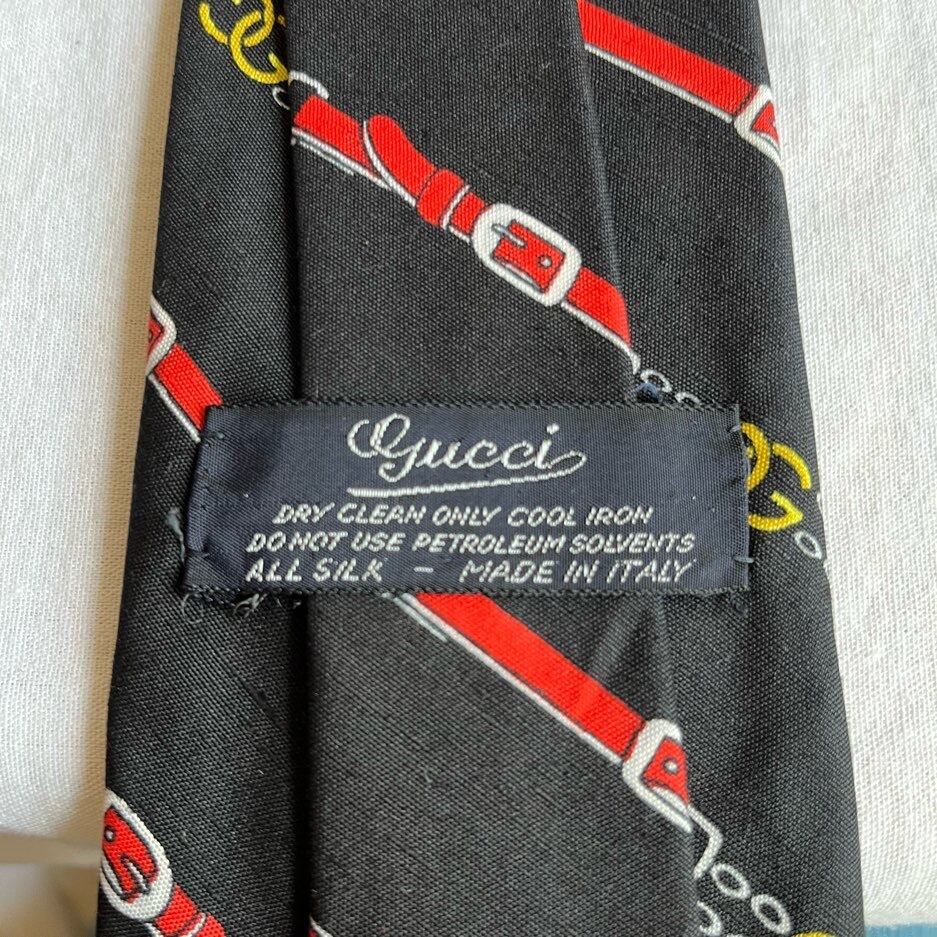 Gucci
DRY CLEAN ONLY COOL IRON
DO NOT USE PETROLEUM SOLVENTS
ALL SILK – MADE IN ITALY